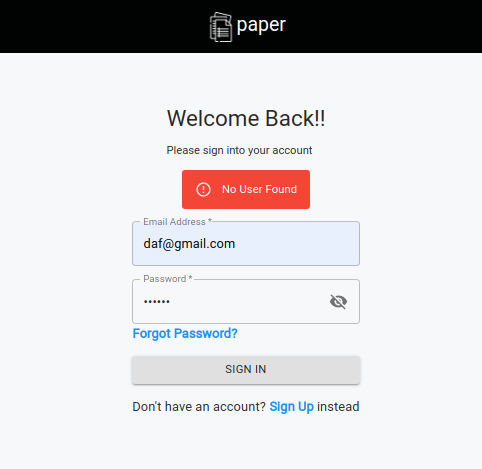 paper
Welcome Back!!
Please sign into your account
No User Found
Email Address *
daf@gmail.com
Password *
••••••
Forgot Password?
SIGN IN
Don't have an account? Sign Up instead